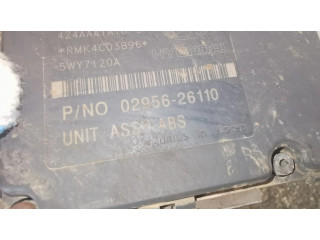 *RMK4C03B96*
5WY7120A
P/NO 02956-26110
UNIT ASSY ABS